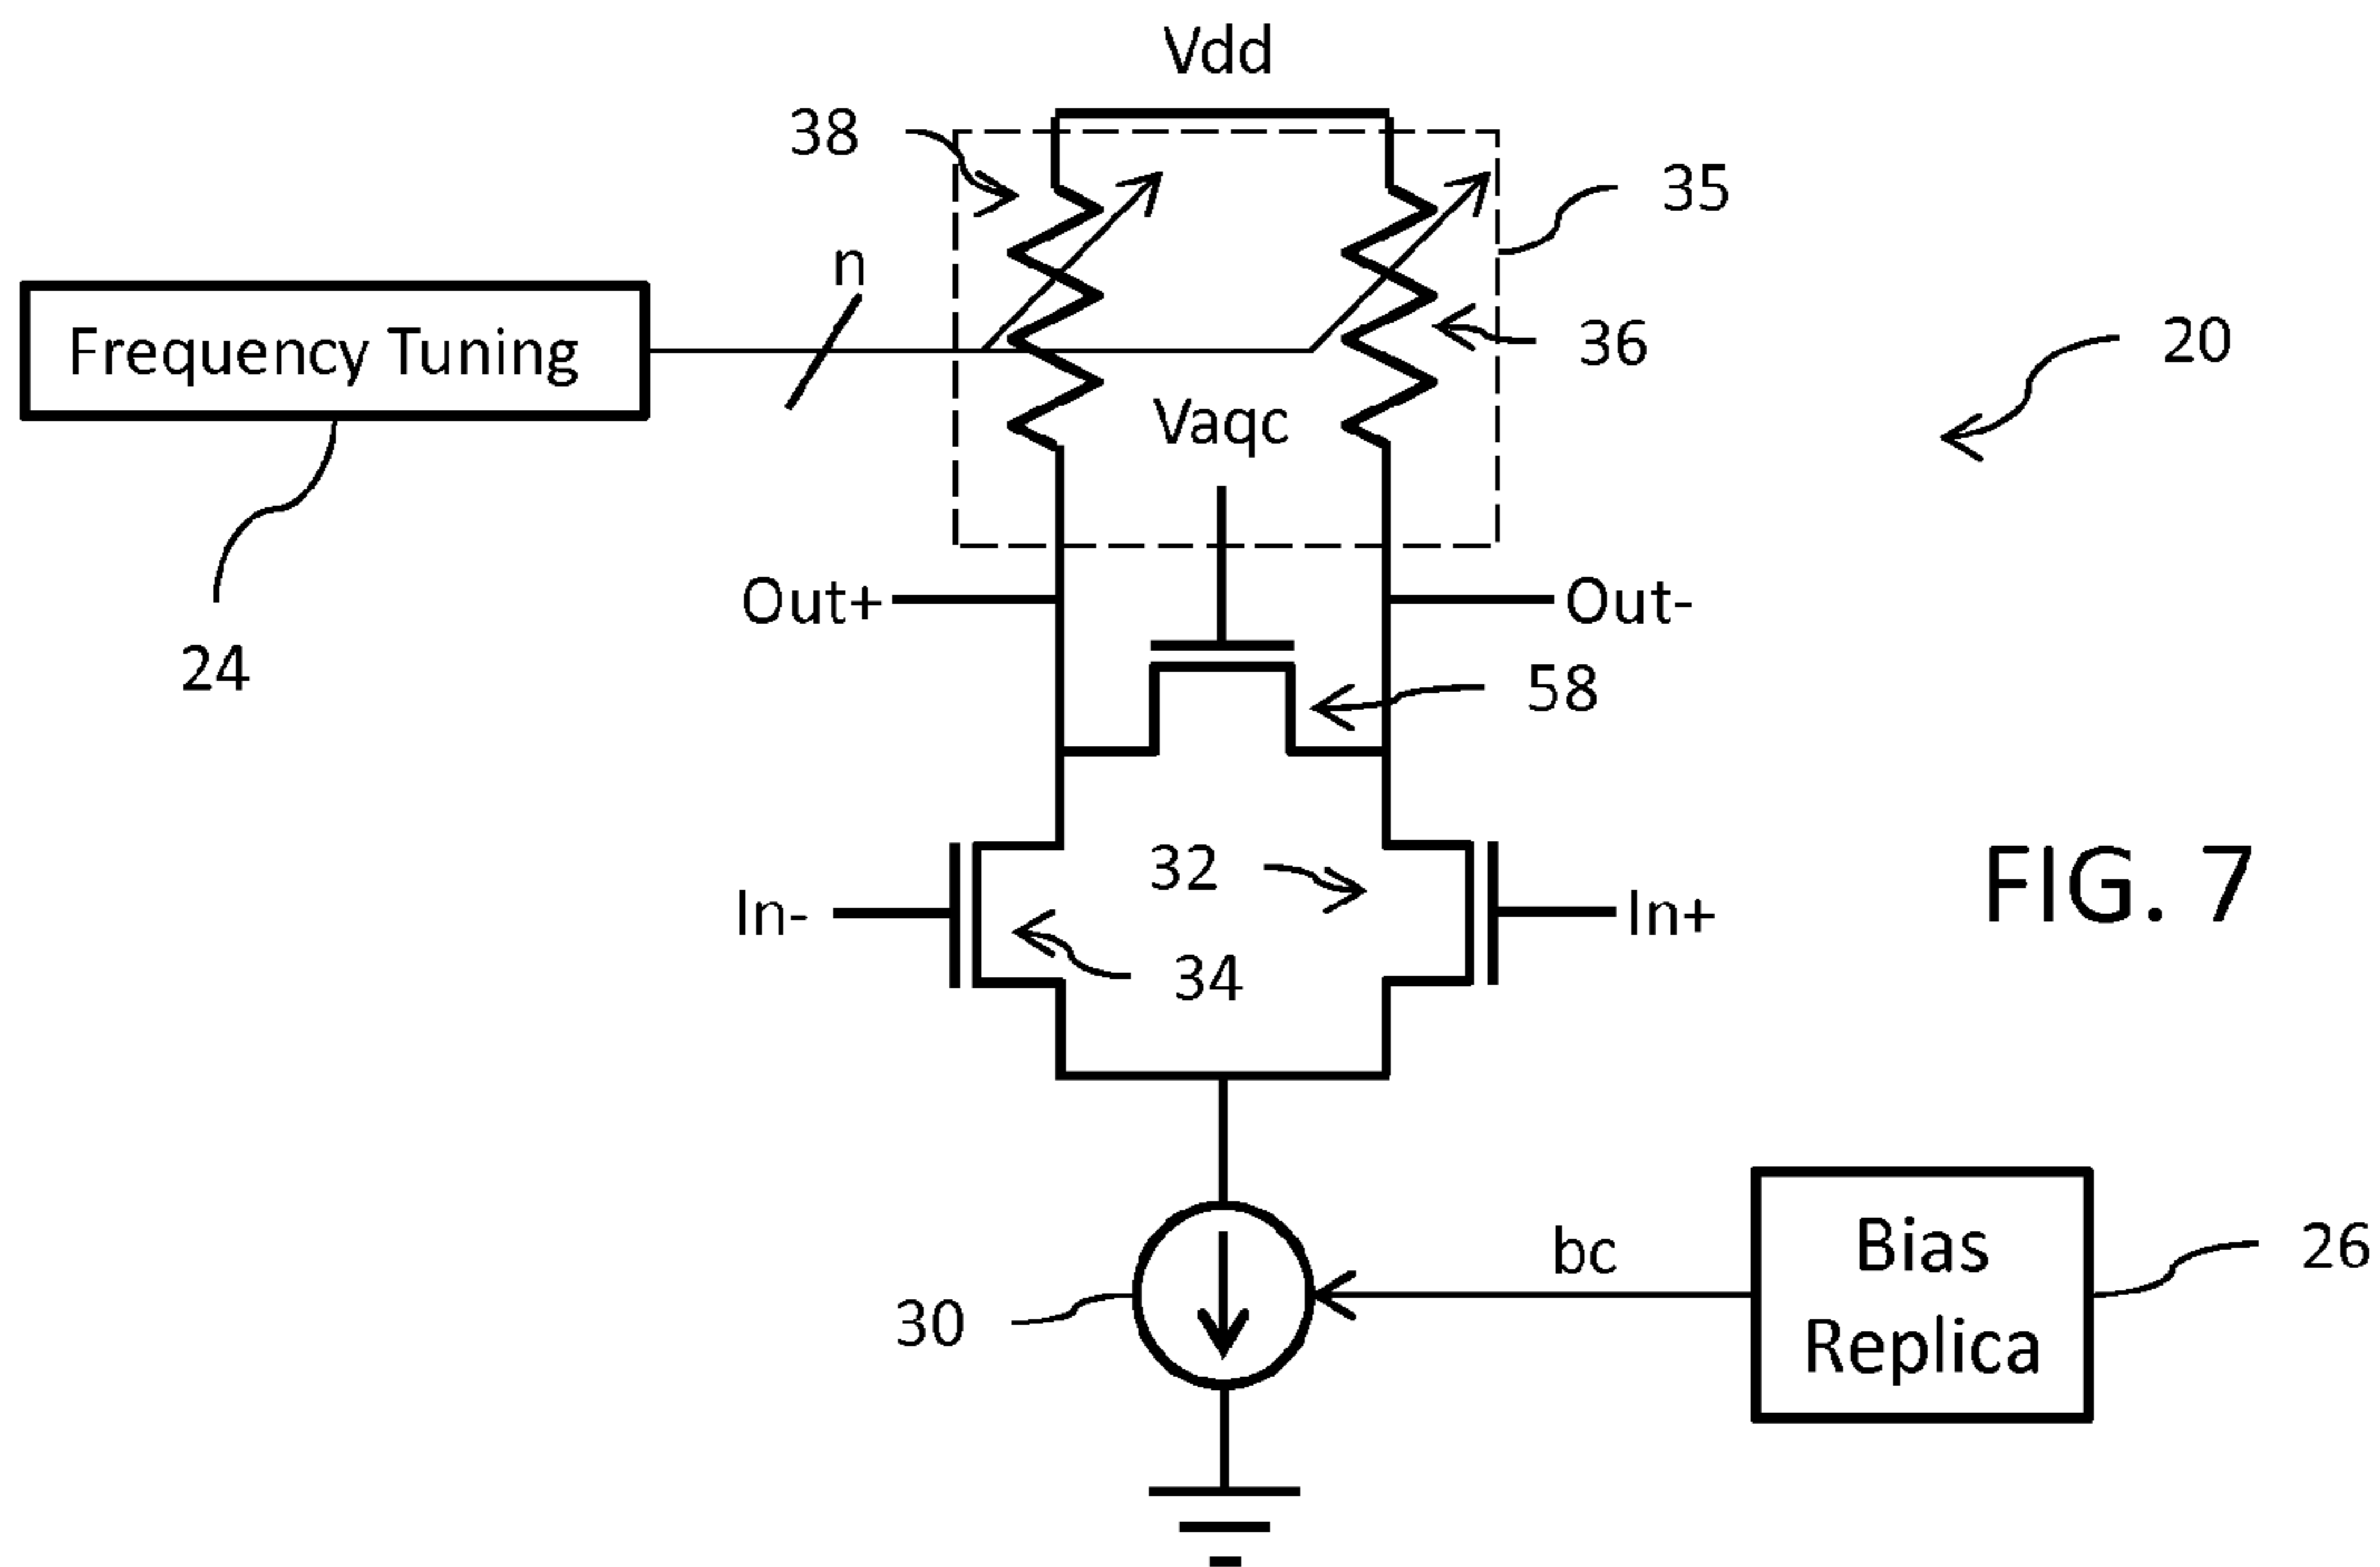 Vdd
38
35
n
Frequency Tuning
36
20
Vaqc
Out+
Out-
24
58
32
In-
In+
FIG. 7
34
bc
Bias
Replica
26
30